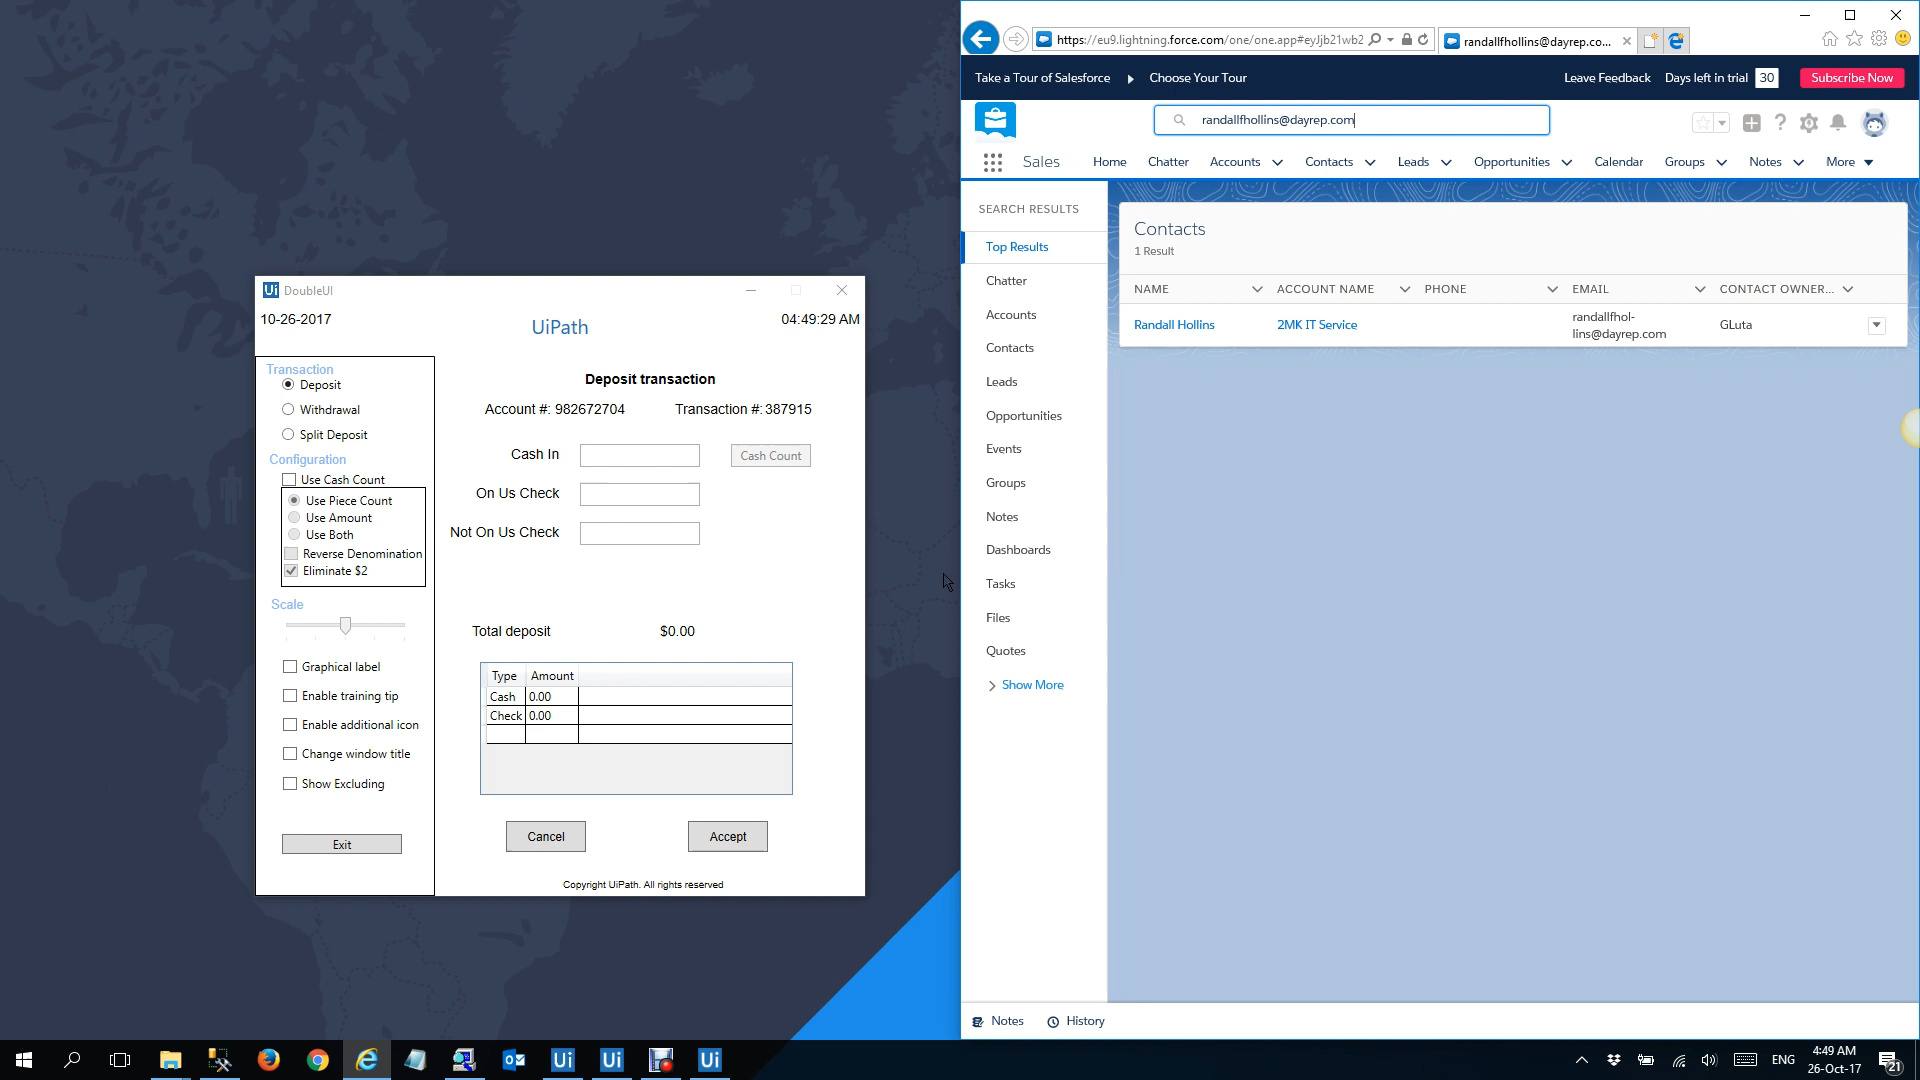 Ui DoubleUI
10-26-2017
UiPath
04:49:29 AM
Transaction
Deposit
Withdrawal
Split Deposit
Configuration
Use Cash Count
Use Piece Count
Use Amount
Use Both
Reverse Denomination
Eliminate $2
Scale
Graphical label
Enable training tip
Enable additional icon
Change window title
Show Excluding
Exit
Deposit transaction
Account #: 982672704 Transaction #: 387915
Cash In Cash Count
On Us Check
Not On Us Check
Total deposit $0.00
Type Amount
Cash 0.00
Check 0.00
Cancel Accept
Copyright UiPath. All rights reserved
https://eu9.lightning.force.com/one/one.app#eyJjb21wb2 randallfhollins@dayrep.co...
Take a Tour of Salesforce Choose Your Tour Leave Feedback Days left in trial 30 Subscribe Now
randallfhollins@dayrep.com
Sales Home Chatter Accounts Contacts Leads Opportunities Calendar Groups Notes More
SEARCH RESULTS
Top Results
Chatter
Accounts
Contacts
Leads
Opportunities
Events
Groups
Notes
Dashboards
Tasks
Files
Quotes
Show More
Contacts
1 Result
NAME ACCOUNT NAME PHONE EMAIL CONTACT OWNER...
Randall Hollins 2MK IT Service randallfhol-
lins@dayrep.com GLuta
Notes History
Ui Ui Ui
ENG
4:49 AM
26-Oct-17
21